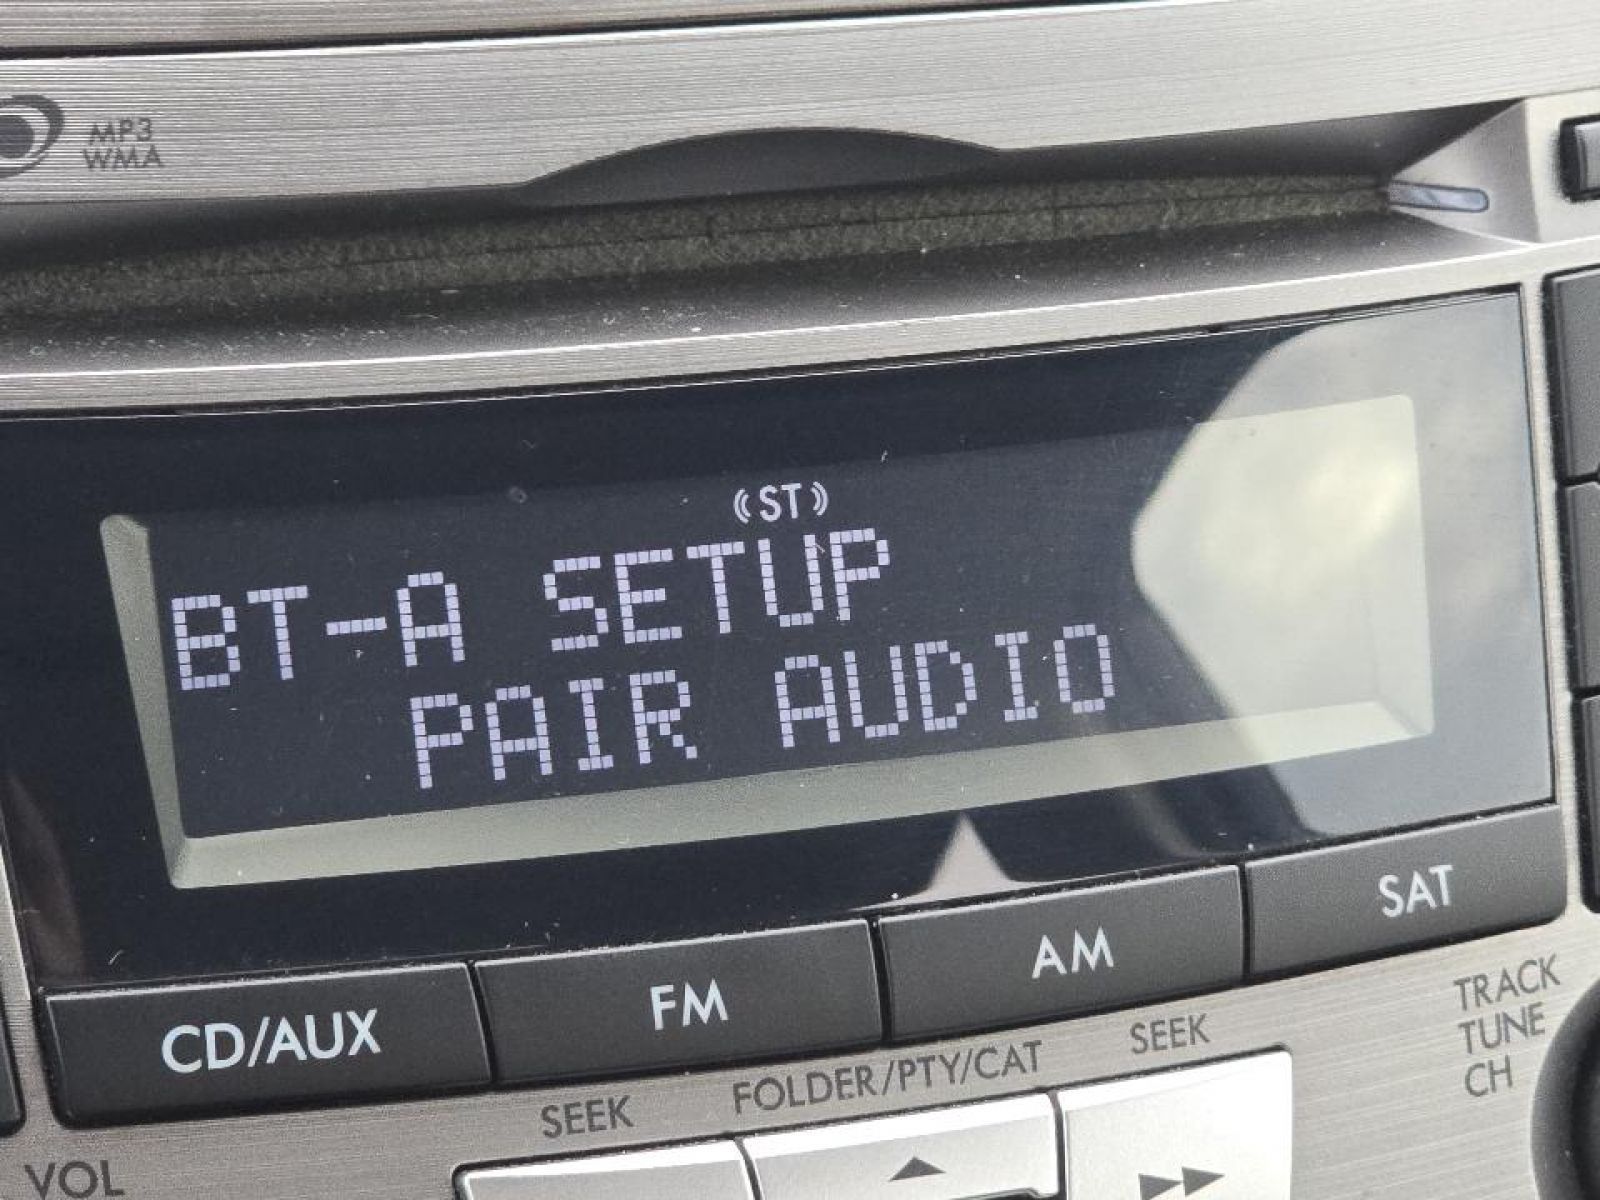 MP3
WMA
ST
BT-A SETUP
PAIR AUDIO
CD/AUX
FM
AM
SAT
SEEK
FOLDER/PTY/CAT
SEEK
TRACK
TUNE
CH
VOL